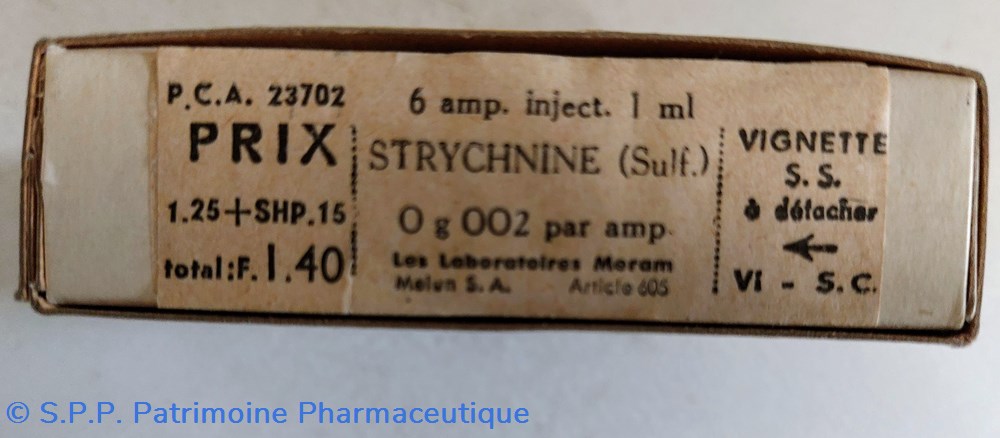 P.C.A. 23702
PRIX
1.25+SHP.15
total:F.1.40
6 amp. inject. 1 ml
STRYCHNINE (Sulf.)
0 g 002 par amp.
Les Laboratoires Meram
Melun S.A. Article 605
VIGNETTE
S.S.
à détacher
←
VI - S.C.
© S.P.P. Patrimoine Pharmaceutique